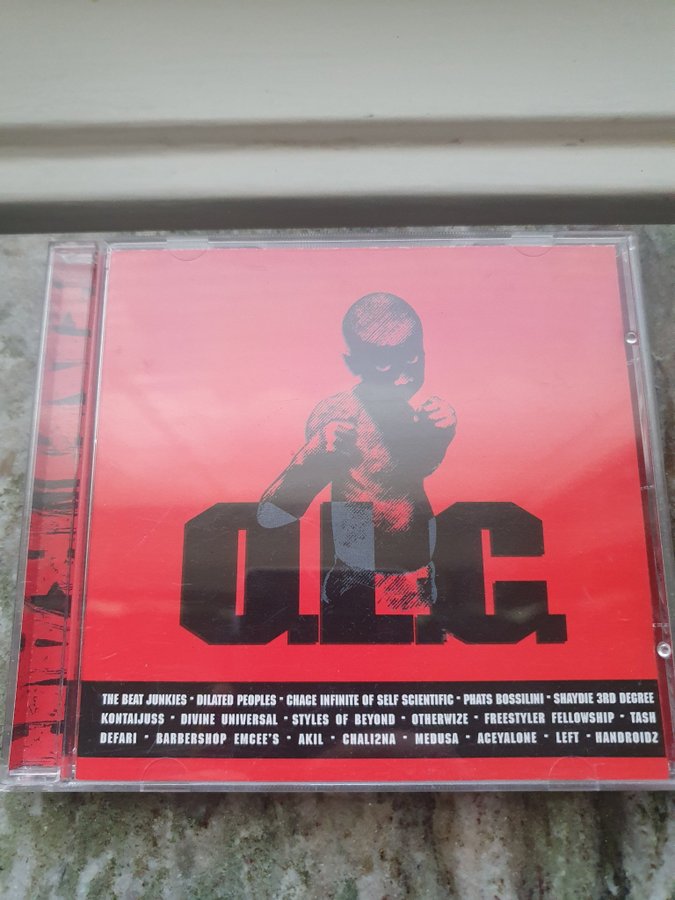 O.L.C.
THE BEAT JUNKIES • DILATED PEOPLES • CHACE INFINITE OF SELF SCIENTIFIC • PHATS BOSSILINI • SHAYDIE 3RD DEGREE
KONTAIJUSS • DIVINE UNIVERSAL • STYLES OF BEYOND • OTHERWIZE • FREESTYLER FELLOWSHIP • TASH
DEFARI • BARBERSHOP EMCEE'S • AKIL • CHALI2NA • MEDUSA • ACEYALONE • LEFT • HANDROIDZ